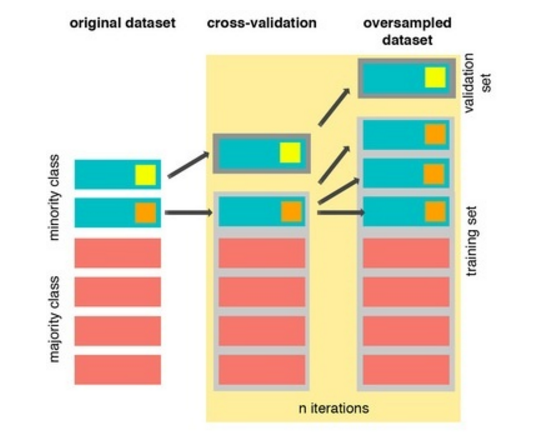 original dataset
cross-validation
oversampled
dataset
minority class
majority class
validation
set
training set
n iterations